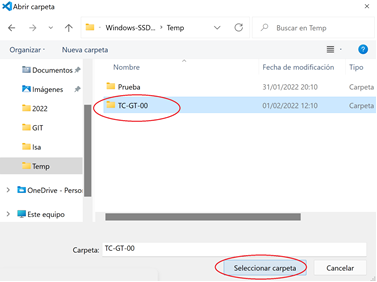 Abrir carpeta
Windows-SSD... Temp
Buscar en Temp
Organizar
Nueva carpeta
Nombre
Fecha de modificación
Tipo
Documentos
Imágenes
2022
GIT
Isa
Temp
OneDrive - Person
Este equipo
Prueba 31/01/2022 20:10 Carpeta
TC-GT-00 01/02/2022 12:10 Carpeta
Carpeta: TC-GT-00
Seleccionar carpeta
Cancelar